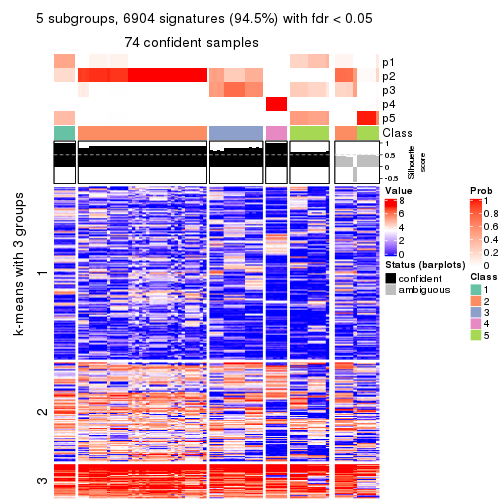 5 subgroups, 6904 signatures (94.5%) with fdr < 0.05
74 confident samples
p1
p2
p3
p4
p5
Class
1
0.5
0
-0.5
Silhouette
score
k-means with 3 groups
1
2
3
Value
8
6
4
2
0
Status (barplots)
confident
ambiguous
Prob
1
0.8
0.6
0.4
0.2
0
Class
1
2
3
4
5